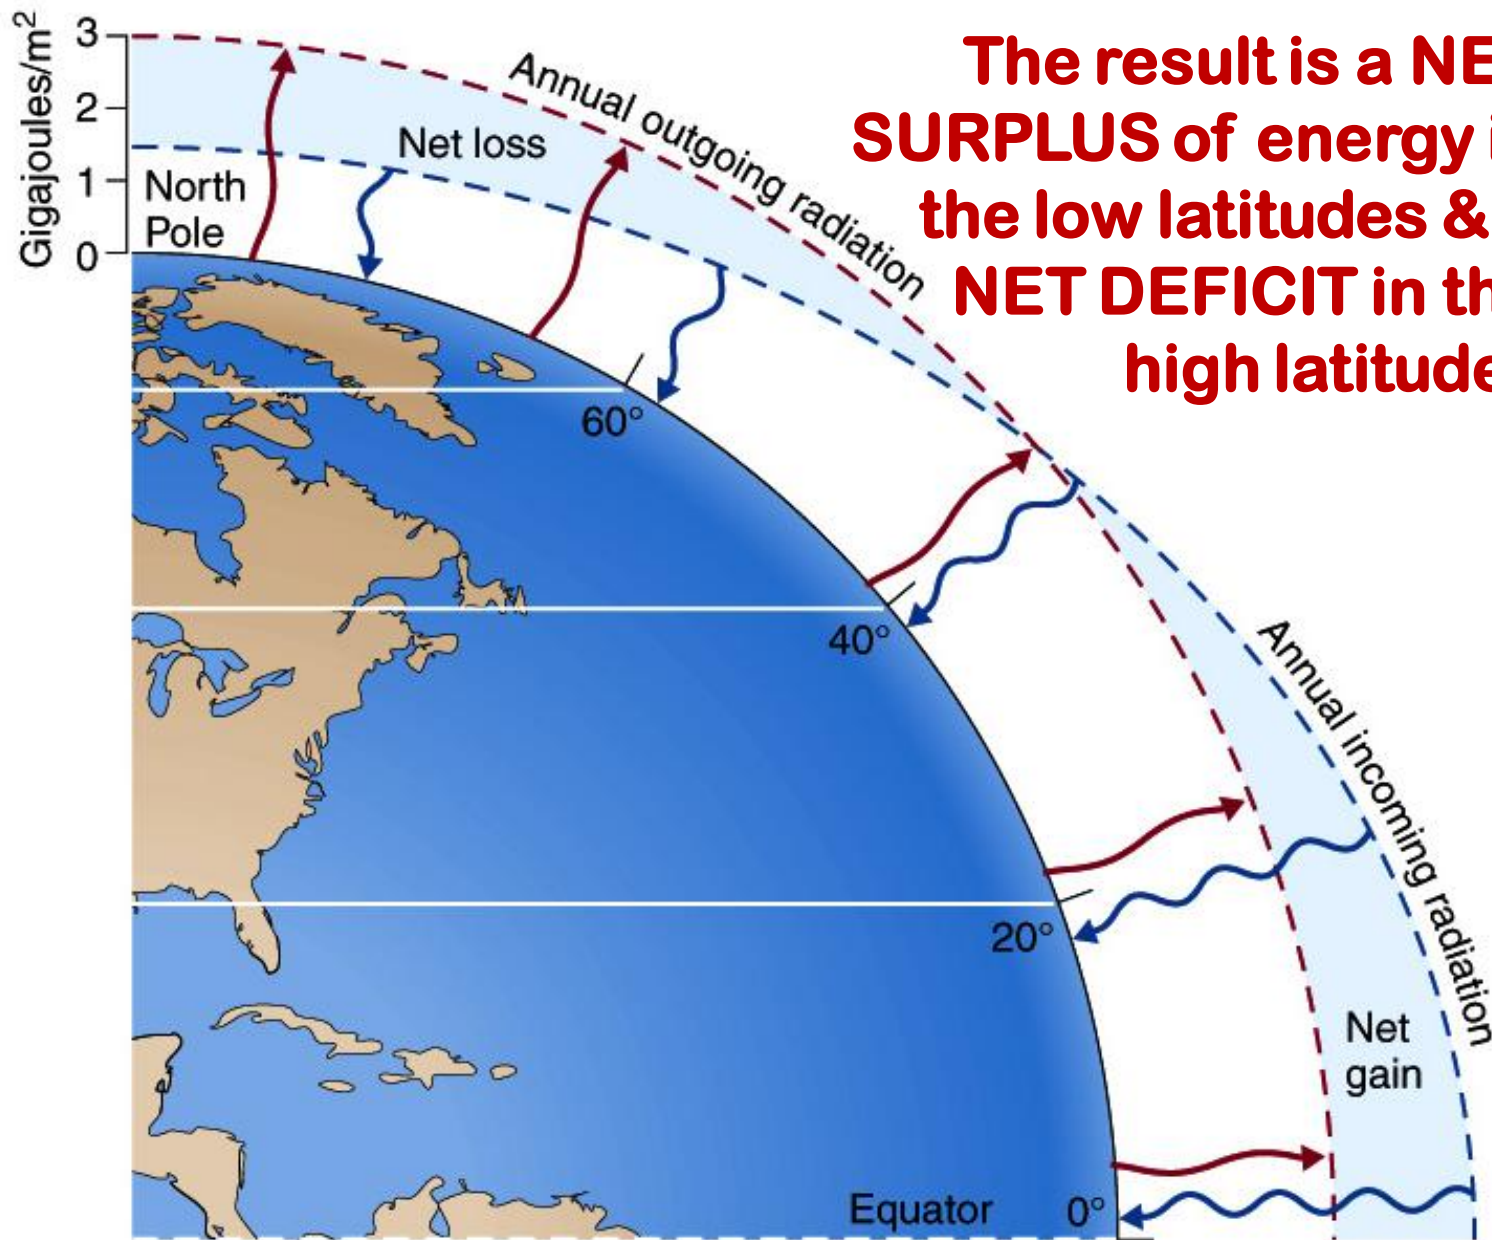 The result is a NE
SURPLUS of energy i
the low latitudes &
NET DEFICIT in th
high latitude
Gigajoules/m²
3
2
1
0
North
Pole
Net loss
Annual outgoing radiation
60°
40°
Annual incoming radiation
20°
Net
gain
Equator
0°